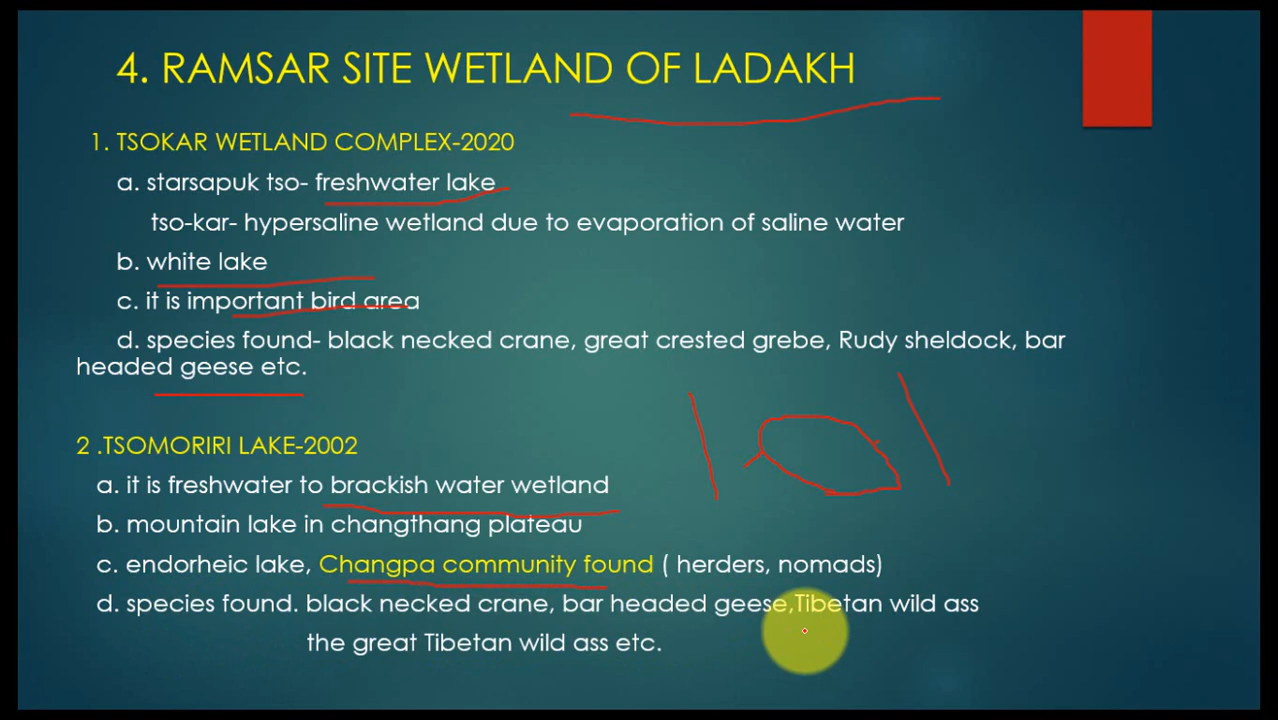 4. RAMSAR SITE WETLAND OF LADAKH
1. TSOKAR WETLAND COMPLEX-2020
a. starsapuk tso- freshwater lake
tso-kar- hypersaline wetland due to evaporation of saline water
b. white lake
c. it is important bird area
d. species found- black necked crane, great crested grebe, Rudy sheldock, bar
headed geese etc.
2 .TSOMORIRI LAKE-2002
a. it is freshwater to brackish water wetland
b. mountain lake in changthang plateau
c. endorheic lake, Changpa community found ( herders, nomads)
d. species found. black necked crane, bar headed geese,Tibetan wild ass
the great Tibetan wild ass etc.